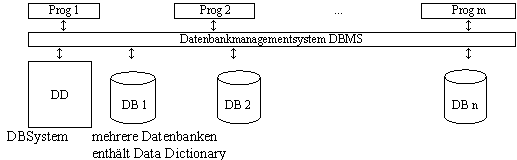 Prog 1 Prog 2 ... Prog m
Datenbankmanagementsystem DBMS
DD DB 1 DB 2 DB n
DBSystem mehrere Datenbanken
enthält Data Dictionary